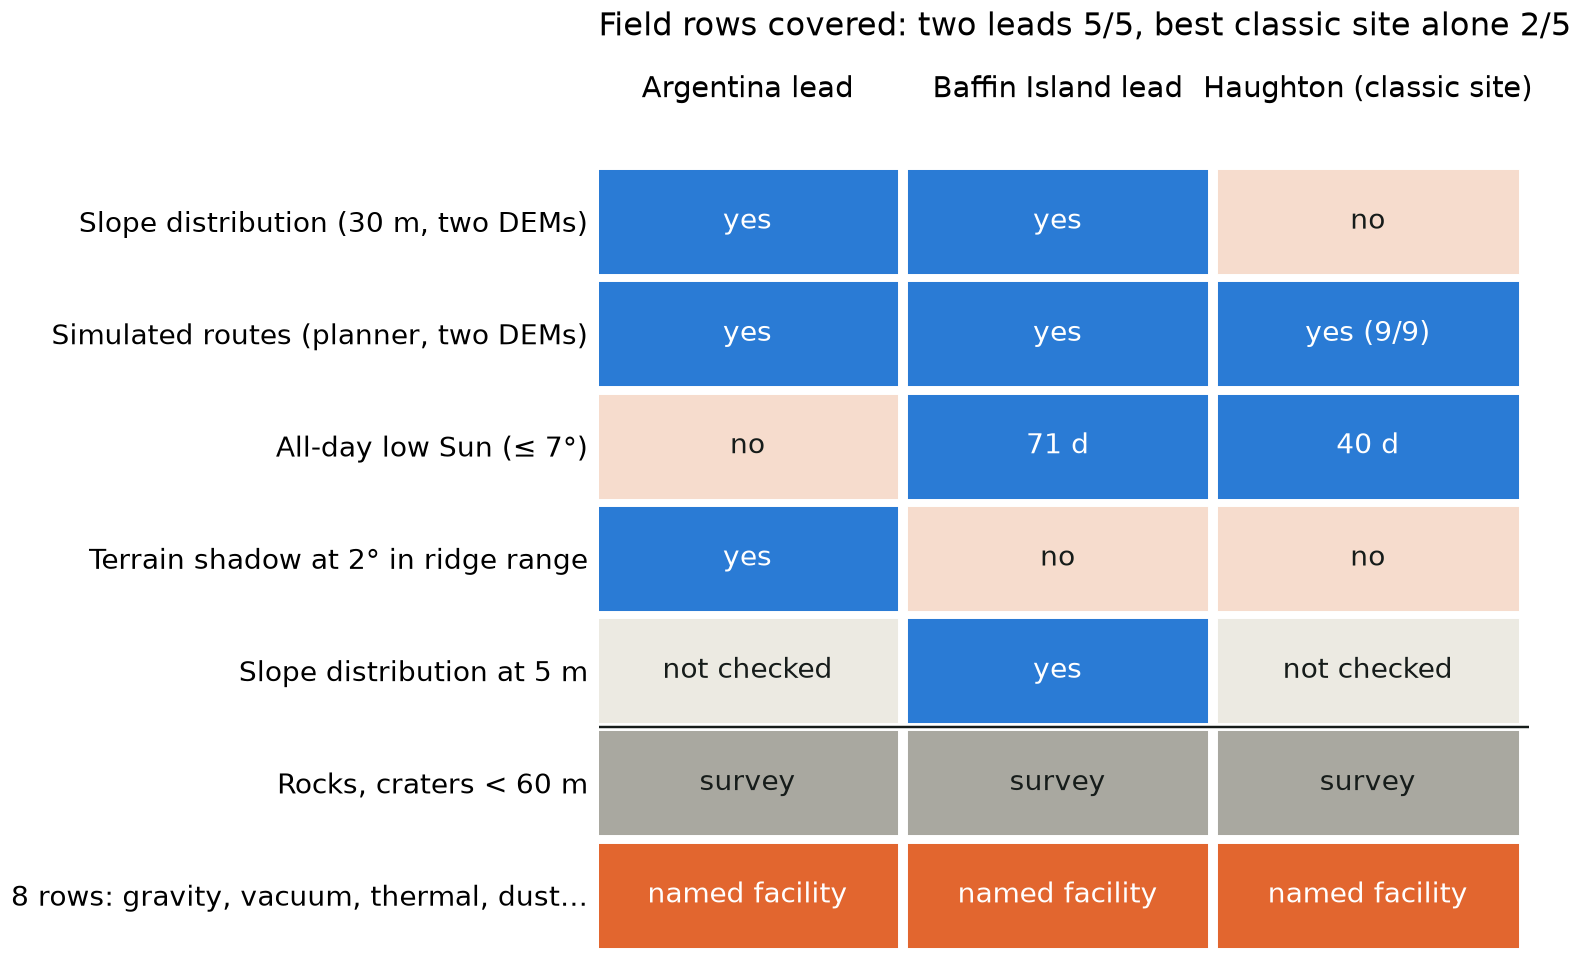 Field rows covered: two leads 5/5, best classic site alone 2/5
Argentina lead Baffin Island lead Haughton (classic site)
Slope distribution (30 m, two DEMs) yes yes no
Simulated routes (planner, two DEMs) yes yes yes (9/9)
All-day low Sun (≤ 7°) no 71 d 40 d
Terrain shadow at 2° in ridge range yes no no
Slope distribution at 5 m not checked yes not checked
Rocks, craters < 60 m survey survey survey
8 rows: gravity, vacuum, thermal, dust… named facility named facility named facility